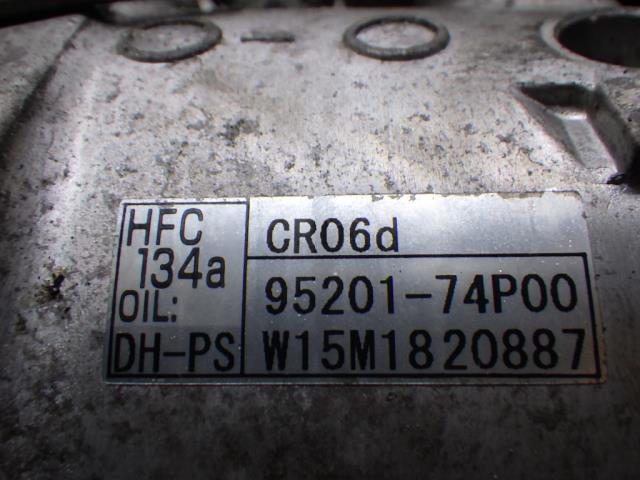 HFC
134a
OIL:
DH-PS
CR06d
95201-74P00
W15M1820887